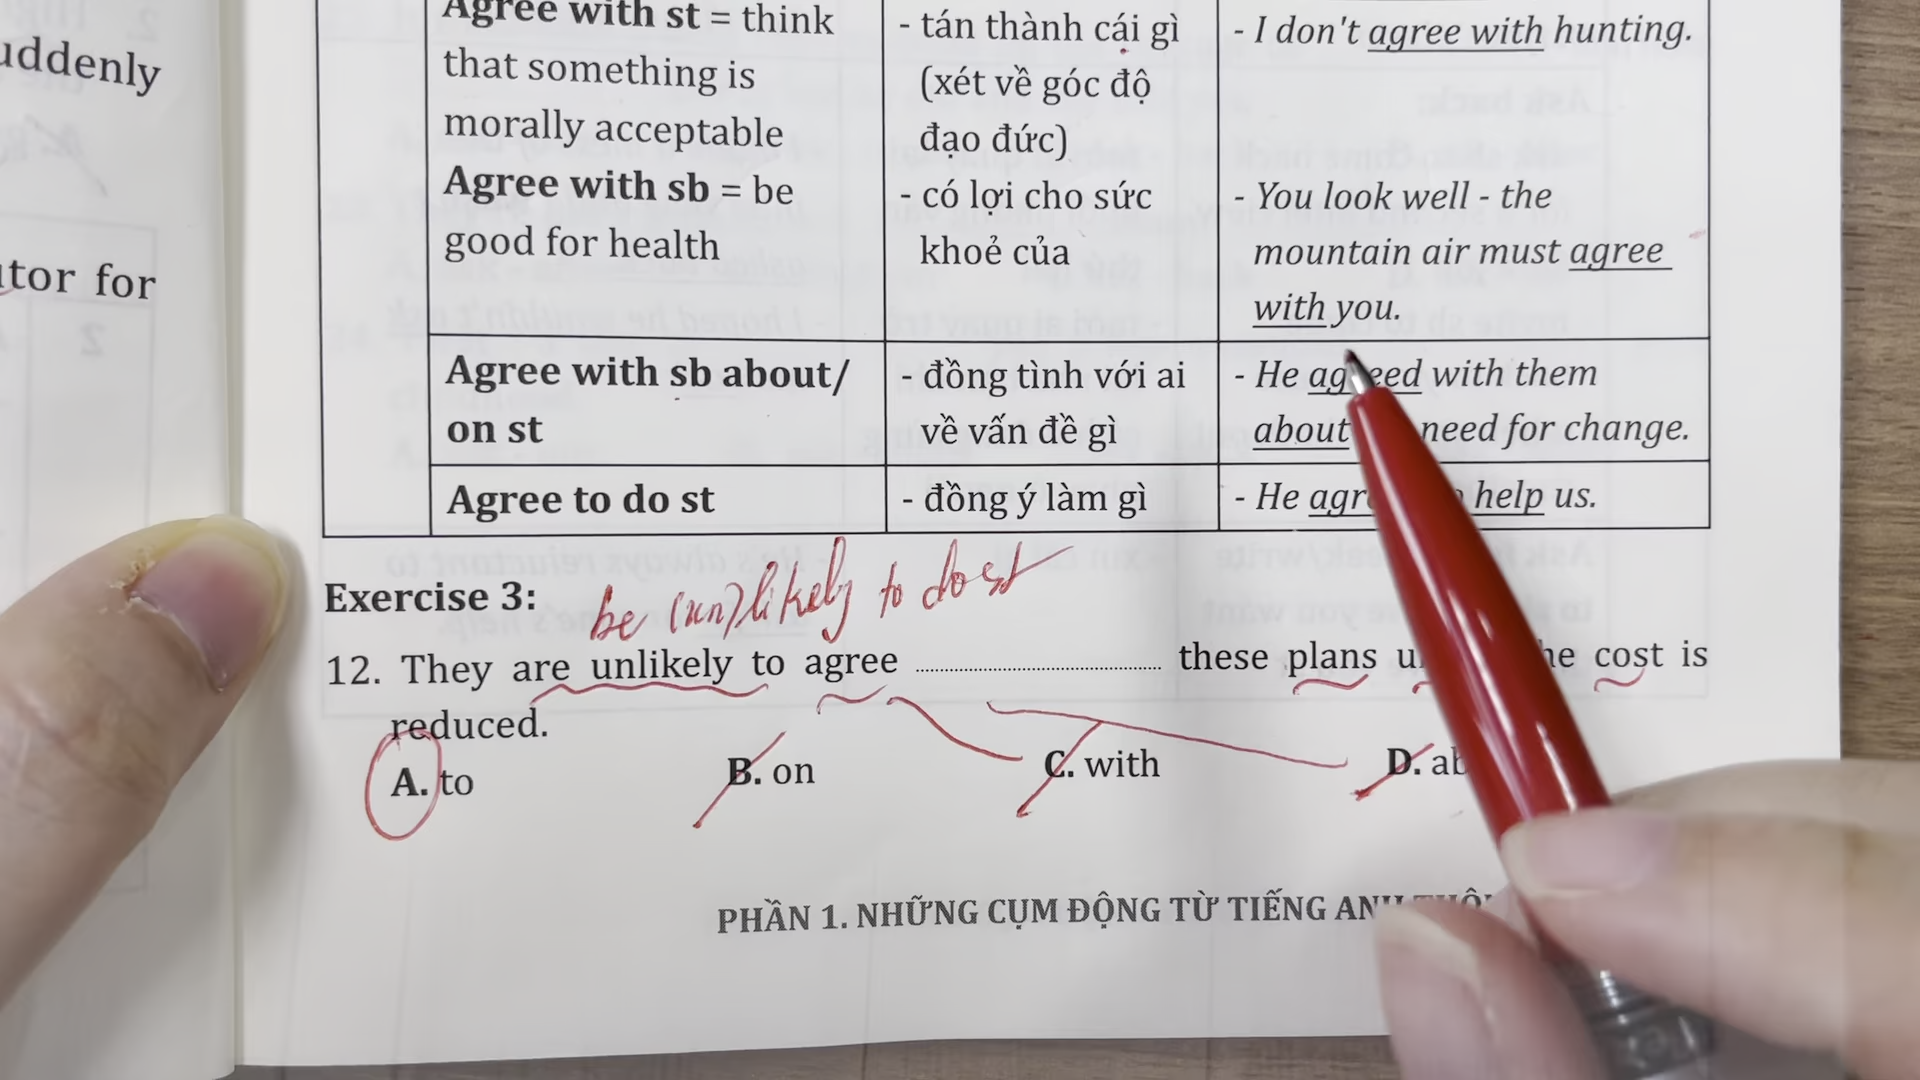 uddenly
tor for
Agree with st = think
that something is
morally acceptable
Agree with sb = be
good for health
- tán thành cái gì
(xét về góc độ
đạo đức)
- có lợi cho sức
khoẻ của
- I don't agree with hunting.
- You look well - the
mountain air must agree
with you.
Agree with sb about/
on st
- đồng tình với ai
về vấn đề gì
- He agreed with them
about need for change.
Agree to do st
- đồng ý làm gì
- He help us.
Exercise 3:
be (un)likely to do st
12. They are unlikely to agree ........ these plans the cost is
reduced.
A. to
B. on
C. with
D.
PHẦN 1. NHỮNG CỤM ĐỘNG TỪ TIẾNG